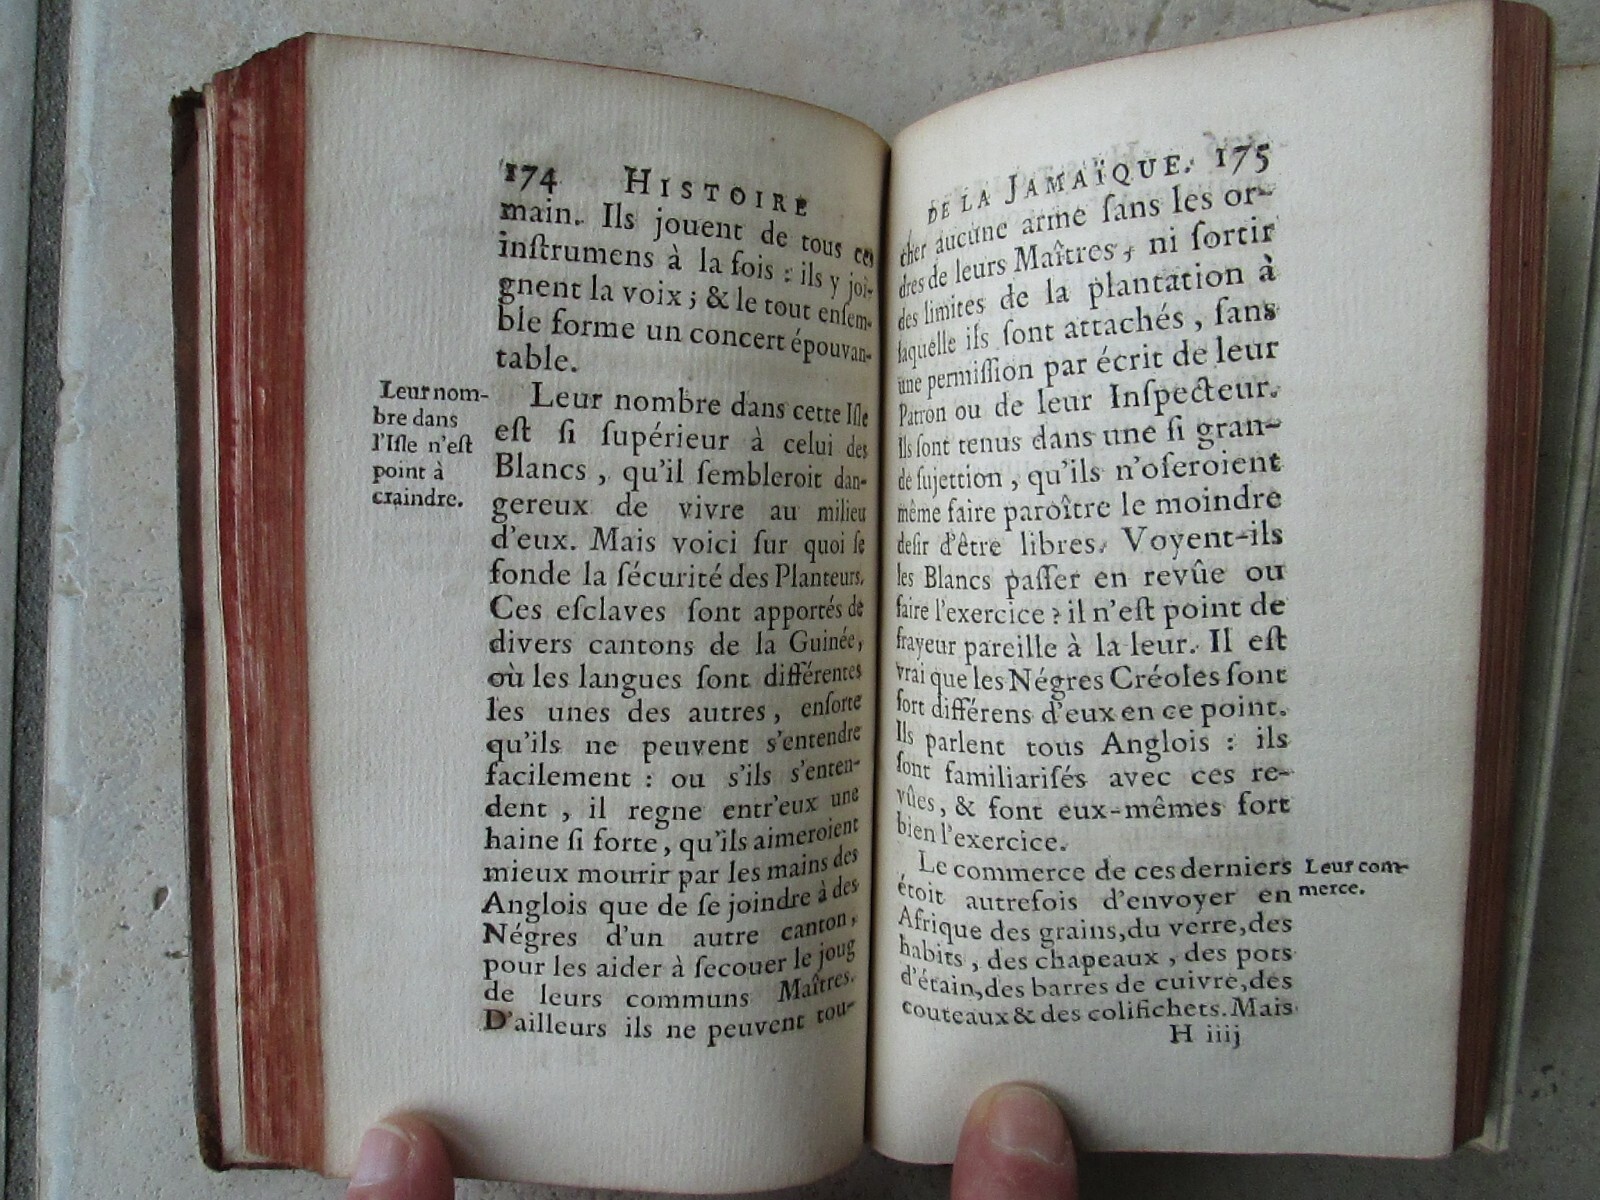 174 HISTOIRE
main. Ils jouent de tous ces
inſtrumens à la fois : ils y joi-
gnent la voix ; & le tout enſem-
ble forme un concert épouvan-
table.
Leur nom-
bre dans
l'Iſle n'eſt
point à
craindre.
Leur nombre dans cette Iſle
eſt ſi ſupérieur à celui des
Blancs, qu'il ſembleroit dan-
gereux de vivre au milieu
d'eux. Mais voici ſur quoi ſe
fonde la ſécurité des Planteurs.
Ces eſclaves ſont apportés de
divers cantons de la Guinée,
où les langues ſont différentes
les unes des autres, enſorte
qu'ils ne peuvent s'entendre
facilement : ou s'ils s'enten-
dent, il regne entr'eux une
haine ſi forte, qu'ils aimeroient
mieux mourir par les mains des
Anglois que de ſe joindre à des
Négres d'un autre canton,
pour les aider à ſecouer le joug
de leurs communs Maîtres.
D'ailleurs ils ne peuvent tou-
DE LA JAMAÏQUE. 175
cher aucune arme ſans les or-
dres de leurs Maîtres, ni ſortir
des limites de la plantation à
laquelle ils ſont attachés, ſans
une permiſſion par écrit de leur
Patron ou de leur Inſpecteur.
Ils ſont tenus dans une ſi gran-
de ſujettion, qu'ils n'oſeroient
même faire paroître le moindre
deſir d'être libres. Voyent-ils
les Blancs paſſer en revûe ou
faire l'exercice ? il n'eſt point de
frayeur pareille à la leur. Il eſt
vrai que les Négres Créoles ſont
fort différens d'eux en ce point.
Ils parlent tous Anglois : ils
ſont familiariſés avec ces re-
vûes, & font eux-mêmes fort
bien l'exercice.
Le commerce de ces derniers
étoit autrefois d'envoyer en
Afrique des grains, du verre, des
habits, des chapeaux, des pots
d'étain, des barres de cuivre, des
couteaux & des colifichets. Mais
Leur com-
merce.
H iiij